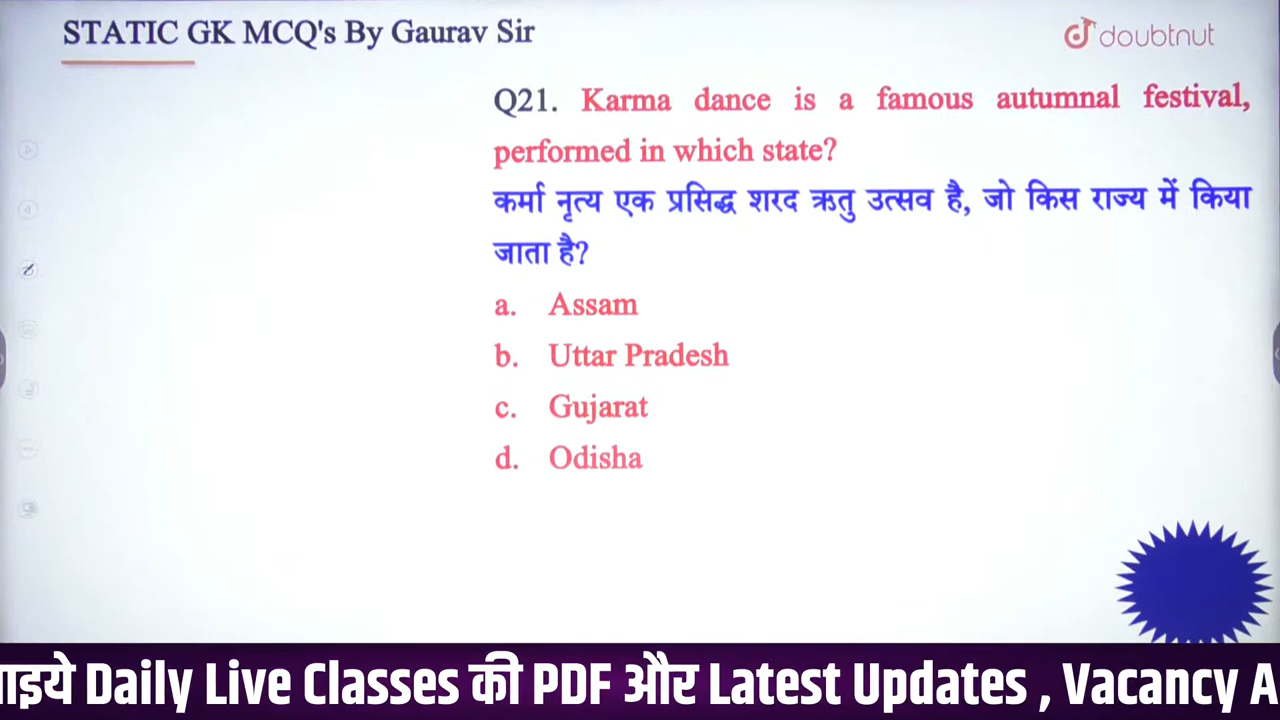 STATIC GK MCQ's By Gaurav Sir
doubtnut
Q21. Karma dance is a famous autumnal festival,
performed in which state?
कर्मा नृत्य एक प्रसिद्ध शरद ऋतु उत्सव है, जो किस राज्य में किया
जाता है?
a. Assam
b. Uttar Pradesh
c. Gujarat
d. Odisha
Daily Live Classes की PDF और Latest Updates , Vacancy